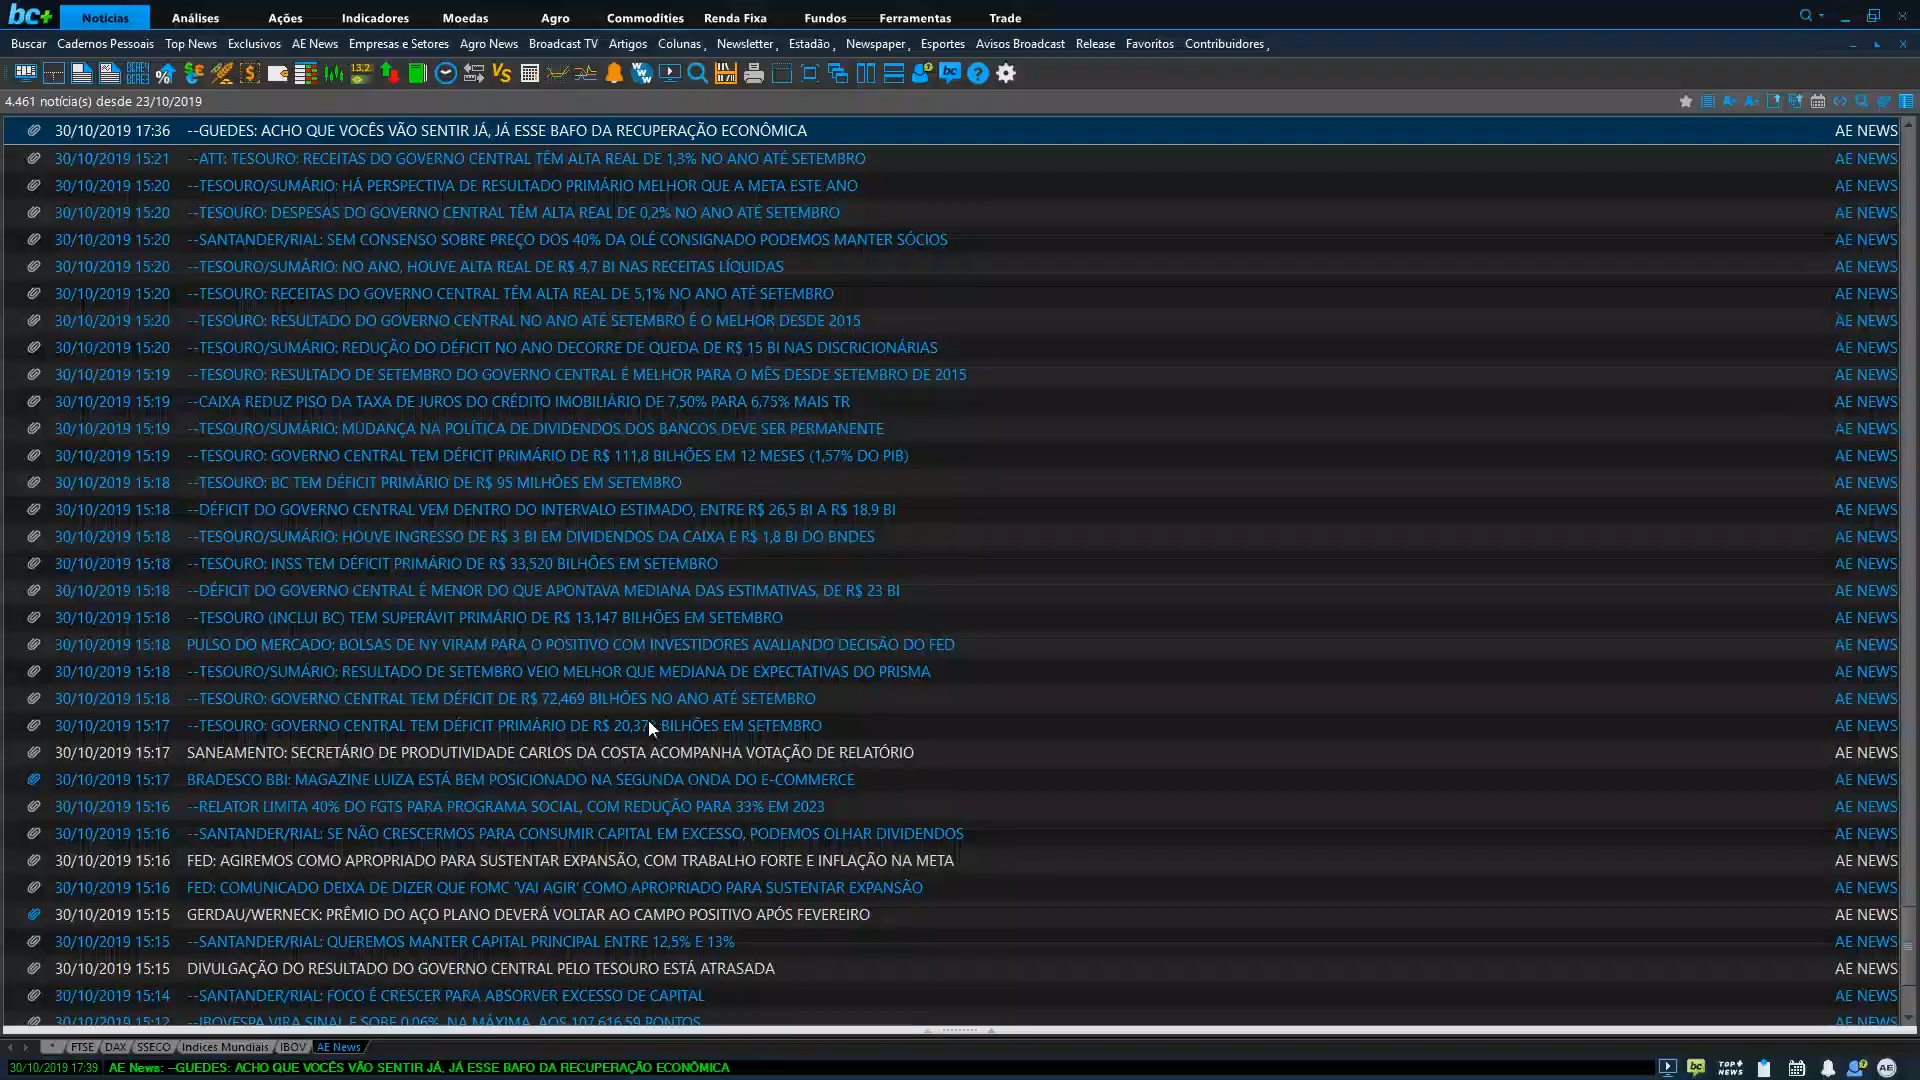 bc+ Notícias Análises Ações Indicadores Moedas Agro Commodities Renda Fixa Fundos Ferramentas Trade
Buscar Cadernos Pessoais Top News Exclusivos AE News Empresas e Setores Agro News Broadcast TV Artigos Colunas Newsletter Estadão Newspaper Esportes Avisos Broadcast Release Favoritos Contribuidores
4.461 notícia(s) desde 23/10/2019
30/10/2019 17:36 --GUEDES: ACHO QUE VOCÊS VÃO SENTIR JÁ, JÁ ESSE BAFO DA RECUPERAÇÃO ECONÔMICA AE NEWS
30/10/2019 15:21 --ATT: TESOURO: RECEITAS DO GOVERNO CENTRAL TÊM ALTA REAL DE 1,3% NO ANO ATÉ SETEMBRO AE NEWS
30/10/2019 15:20 --TESOURO/SUMÁRIO: HÁ PERSPECTIVA DE RESULTADO PRIMÁRIO MELHOR QUE A META ESTE ANO AE NEWS
30/10/2019 15:20 --TESOURO: DESPESAS DO GOVERNO CENTRAL TÊM ALTA REAL DE 0,2% NO ANO ATÉ SETEMBRO AE NEWS
30/10/2019 15:20 --SANTANDER/RIAL: SEM CONSENSO SOBRE PREÇO DOS 40% DA OLÉ CONSIGNADO PODEMOS MANTER SÓCIOS AE NEWS
30/10/2019 15:20 --TESOURO/SUMÁRIO: NO ANO, HOUVE ALTA REAL DE R$ 4,7 BI NAS RECEITAS LÍQUIDAS AE NEWS
30/10/2019 15:20 --TESOURO: RECEITAS DO GOVERNO CENTRAL TÊM ALTA REAL DE 5,1% NO ANO ATÉ SETEMBRO AE NEWS
30/10/2019 15:20 --TESOURO: RESULTADO DO GOVERNO CENTRAL NO ANO ATÉ SETEMBRO É O MELHOR DESDE 2015 AE NEWS
30/10/2019 15:20 --TESOURO/SUMÁRIO: REDUÇÃO DO DÉFICIT NO ANO DECORRE DE QUEDA DE R$ 15 BI NAS DISCRICIONÁRIAS AE NEWS
30/10/2019 15:19 --TESOURO: RESULTADO DE SETEMBRO DO GOVERNO CENTRAL É MELHOR PARA O MÊS DESDE SETEMBRO DE 2015 AE NEWS
30/10/2019 15:19 --CAIXA REDUZ PISO DA TAXA DE JUROS DO CRÉDITO IMOBILIÁRIO DE 7,50% PARA 6,75% MAIS TR AE NEWS
30/10/2019 15:19 --TESOURO/SUMÁRIO: MUDANÇA NA POLÍTICA DE DIVIDENDOS DOS BANCOS DEVE SER PERMANENTE AE NEWS
30/10/2019 15:19 --TESOURO: GOVERNO CENTRAL TEM DÉFICIT PRIMÁRIO DE R$ 111,8 BILHÕES EM 12 MESES (1,57% DO PIB) AE NEWS
30/10/2019 15:18 --TESOURO: BC TEM DÉFICIT PRIMÁRIO DE R$ 95 MILHÕES EM SETEMBRO AE NEWS
30/10/2019 15:18 --DÉFICIT DO GOVERNO CENTRAL VEM DENTRO DO INTERVALO ESTIMADO, ENTRE R$ 26,5 BI A R$ 18,9 BI AE NEWS
30/10/2019 15:18 --TESOURO/SUMÁRIO: HOUVE INGRESSO DE R$ 3 BI EM DIVIDENDOS DA CAIXA E R$ 1,8 BI DO BNDES AE NEWS
30/10/2019 15:18 --TESOURO: INSS TEM DÉFICIT PRIMÁRIO DE R$ 33,520 BILHÕES EM SETEMBRO AE NEWS
30/10/2019 15:18 --DÉFICIT DO GOVERNO CENTRAL É MENOR DO QUE APONTAVA MEDIANA DAS ESTIMATIVAS, DE R$ 23 BI AE NEWS
30/10/2019 15:18 --TESOURO (INCLUI BC) TEM SUPERÁVIT PRIMÁRIO DE R$ 13,147 BILHÕES EM SETEMBRO AE NEWS
30/10/2019 15:18 PULSO DO MERCADO: BOLSAS DE NY VIRAM PARA O POSITIVO COM INVESTIDORES AVALIANDO DECISÃO DO FED AE NEWS
30/10/2019 15:18 --TESOURO/SUMÁRIO: RESULTADO DE SETEMBRO VEIO MELHOR QUE MEDIANA DE EXPECTATIVAS DO PRISMA AE NEWS
30/10/2019 15:18 --TESOURO: GOVERNO CENTRAL TEM DÉFICIT DE R$ 72,469 BILHÕES NO ANO ATÉ SETEMBRO AE NEWS
30/10/2019 15:17 --TESOURO: GOVERNO CENTRAL TEM DÉFICIT PRIMÁRIO DE R$ BILHÕES EM SETEMBRO AE NEWS
30/10/2019 15:17 SANEAMENTO: SECRETÁRIO DE PRODUTIVIDADE CARLOS DA COSTA ACOMPANHA VOTAÇÃO DE RELATÓRIO AE NEWS
30/10/2019 15:17 BRADESCO BBI: MAGAZINE LUIZA ESTÁ BEM POSICIONADO NA SEGUNDA ONDA DO E-COMMERCE AE NEWS
30/10/2019 15:16 --RELATOR LIMITA 40% DO FGTS PARA PROGRAMA SOCIAL, COM REDUÇÃO PARA 33% EM 2023 AE NEWS
30/10/2019 15:16 --SANTANDER/RIAL: SE NÃO CRESCERMOS PARA CONSUMIR CAPITAL EM EXCESSO, PODEMOS OLHAR DIVIDENDOS AE NEWS
30/10/2019 15:16 FED: AGIREMOS COMO APROPRIADO PARA SUSTENTAR EXPANSÃO, COM TRABALHO FORTE E INFLAÇÃO NA META AE NEWS
30/10/2019 15:16 FED: COMUNICADO DEIXA DE DIZER QUE FOMC 'VAI AGIR' COMO APROPRIADO PARA SUSTENTAR EXPANSÃO AE NEWS
30/10/2019 15:15 GERDAU/WERNECK: PRÊMIO DO AÇO PLANO DEVERÁ VOLTAR AO CAMPO POSITIVO APÓS FEVEREIRO AE NEWS
30/10/2019 15:15 --SANTANDER/RIAL: QUEREMOS MANTER CAPITAL PRINCIPAL ENTRE 12,5% E 13% AE NEWS
30/10/2019 15:15 DIVULGAÇÃO DO RESULTADO DO GOVERNO CENTRAL PELO TESOURO ESTÁ ATRASADA AE NEWS
30/10/2019 15:14 --SANTANDER/RIAL: FOCO É CRESCER PARA ABSORVER EXCESSO DE CAPITAL AE NEWS
30/10/2019 15:12 --IBOVESPA VIRA SINAL E SOBE 0,06%, NA MÁXIMA, AOS 107.616,59 PONTOS AE NEWS
* FTSE DAX SSECO Indices Mundiais IBOV AE News
30/10/2019 17:39 AE News: --GUEDES: ACHO QUE VOCÊS VÃO SENTIR JÁ, JÁ ESSE BAFO DA RECUPERAÇÃO ECONÔMICA bc TOP+ NEWS AE